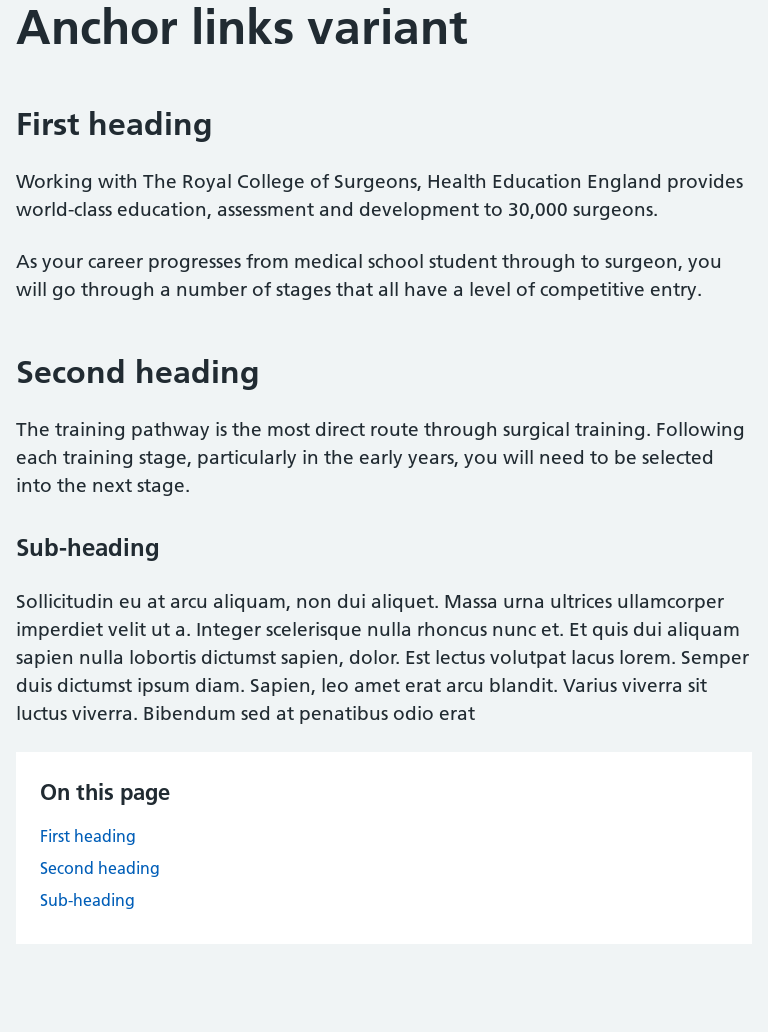 Anchor links variant
First heading
Working with The Royal College of Surgeons, Health Education England provides
world-class education, assessment and development to 30,000 surgeons.
As your career progresses from medical school student through to surgeon, you
will go through a number of stages that all have a level of competitive entry.
Second heading
The training pathway is the most direct route through surgical training. Following
each training stage, particularly in the early years, you will need to be selected
into the next stage.
Sub-heading
Sollicitudin eu at arcu aliquam, non dui aliquet. Massa urna ultrices ullamcorper
imperdiet velit ut a. Integer scelerisque nulla rhoncus nunc et. Et quis dui aliquam
sapien nulla lobortis dictumst sapien, dolor. Est lectus volutpat lacus lorem. Semper
duis dictumst ipsum diam. Sapien, leo amet erat arcu blandit. Varius viverra sit
luctus viverra. Bibendum sed at penatibus odio erat
On this page
First heading
Second heading
Sub-heading